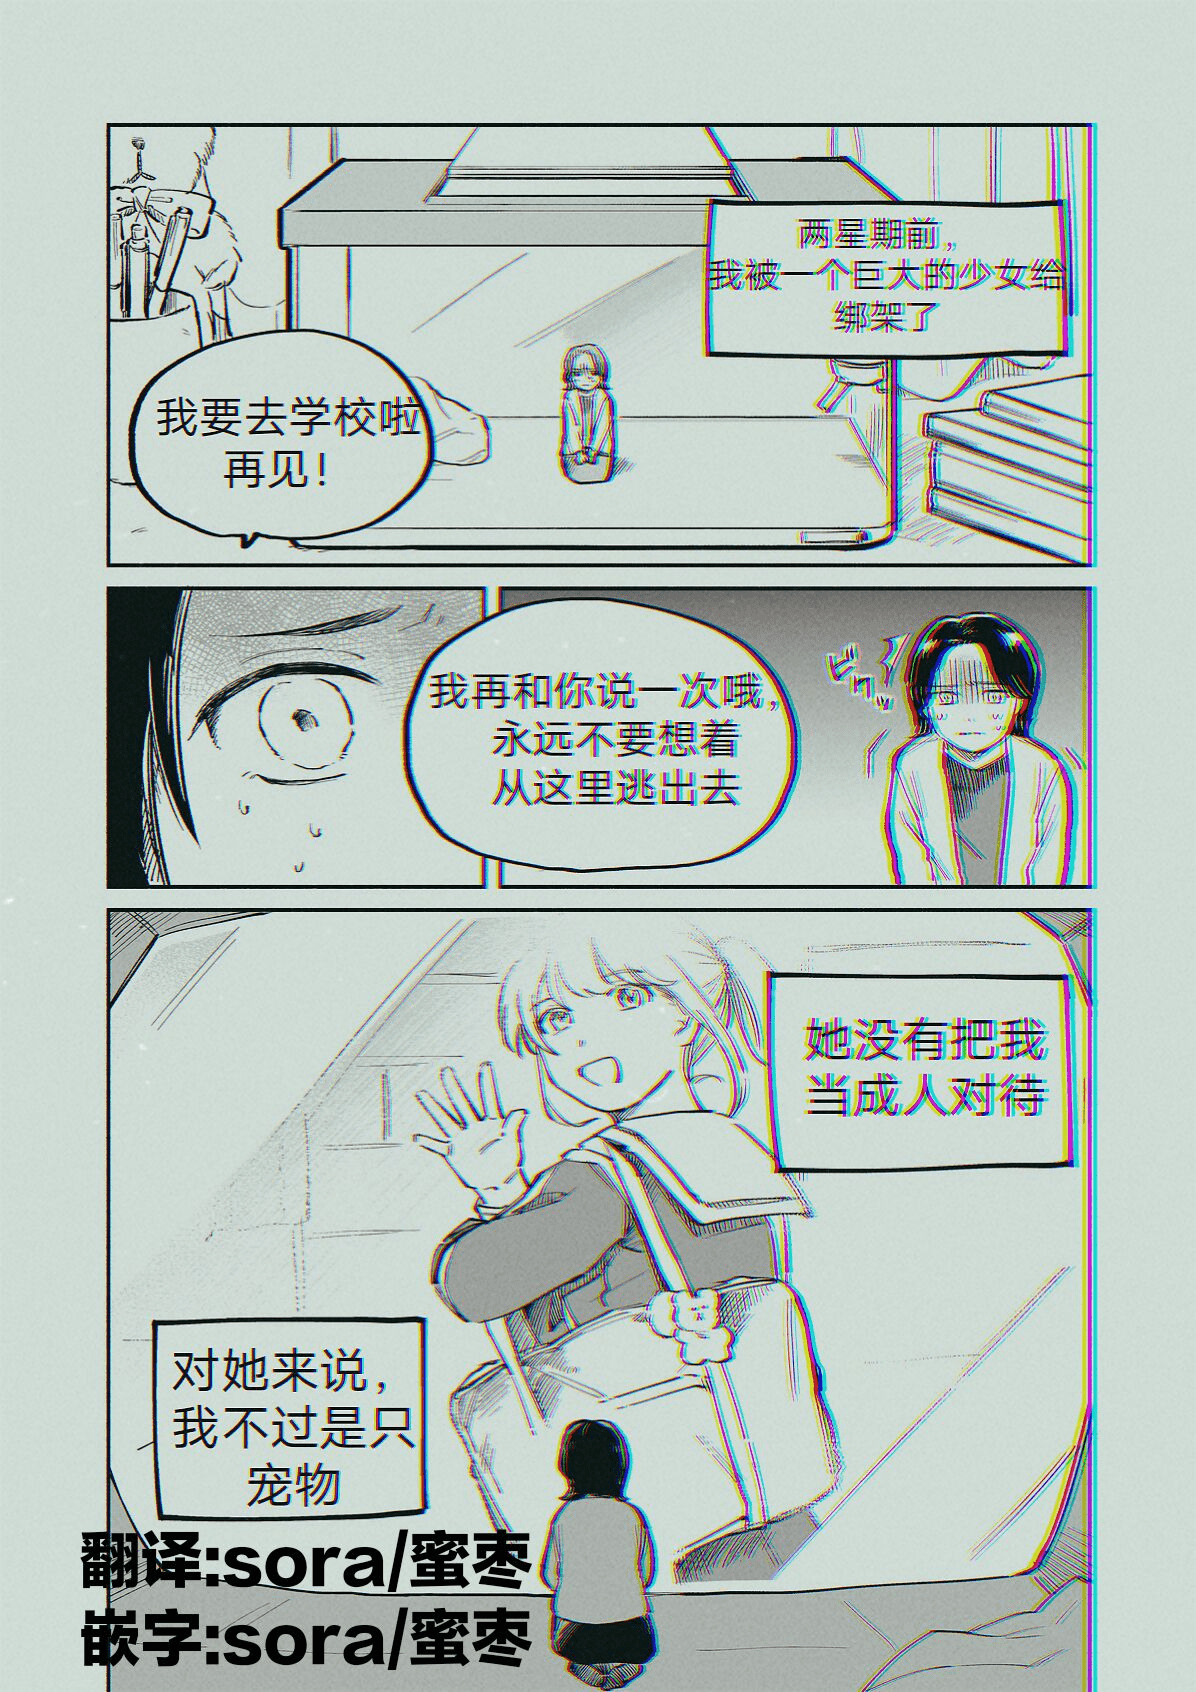 两星期前，
我被一个巨大的少女给
绑架了
我要去学校啦
再见！
我再和你说一次哦，
永远不要想着
从这里逃出去
ビクッ
她没有把我
当成人对待
对她来说，
我不过是只
宠物
翻译:sora/蜜枣
嵌字:sora/蜜枣